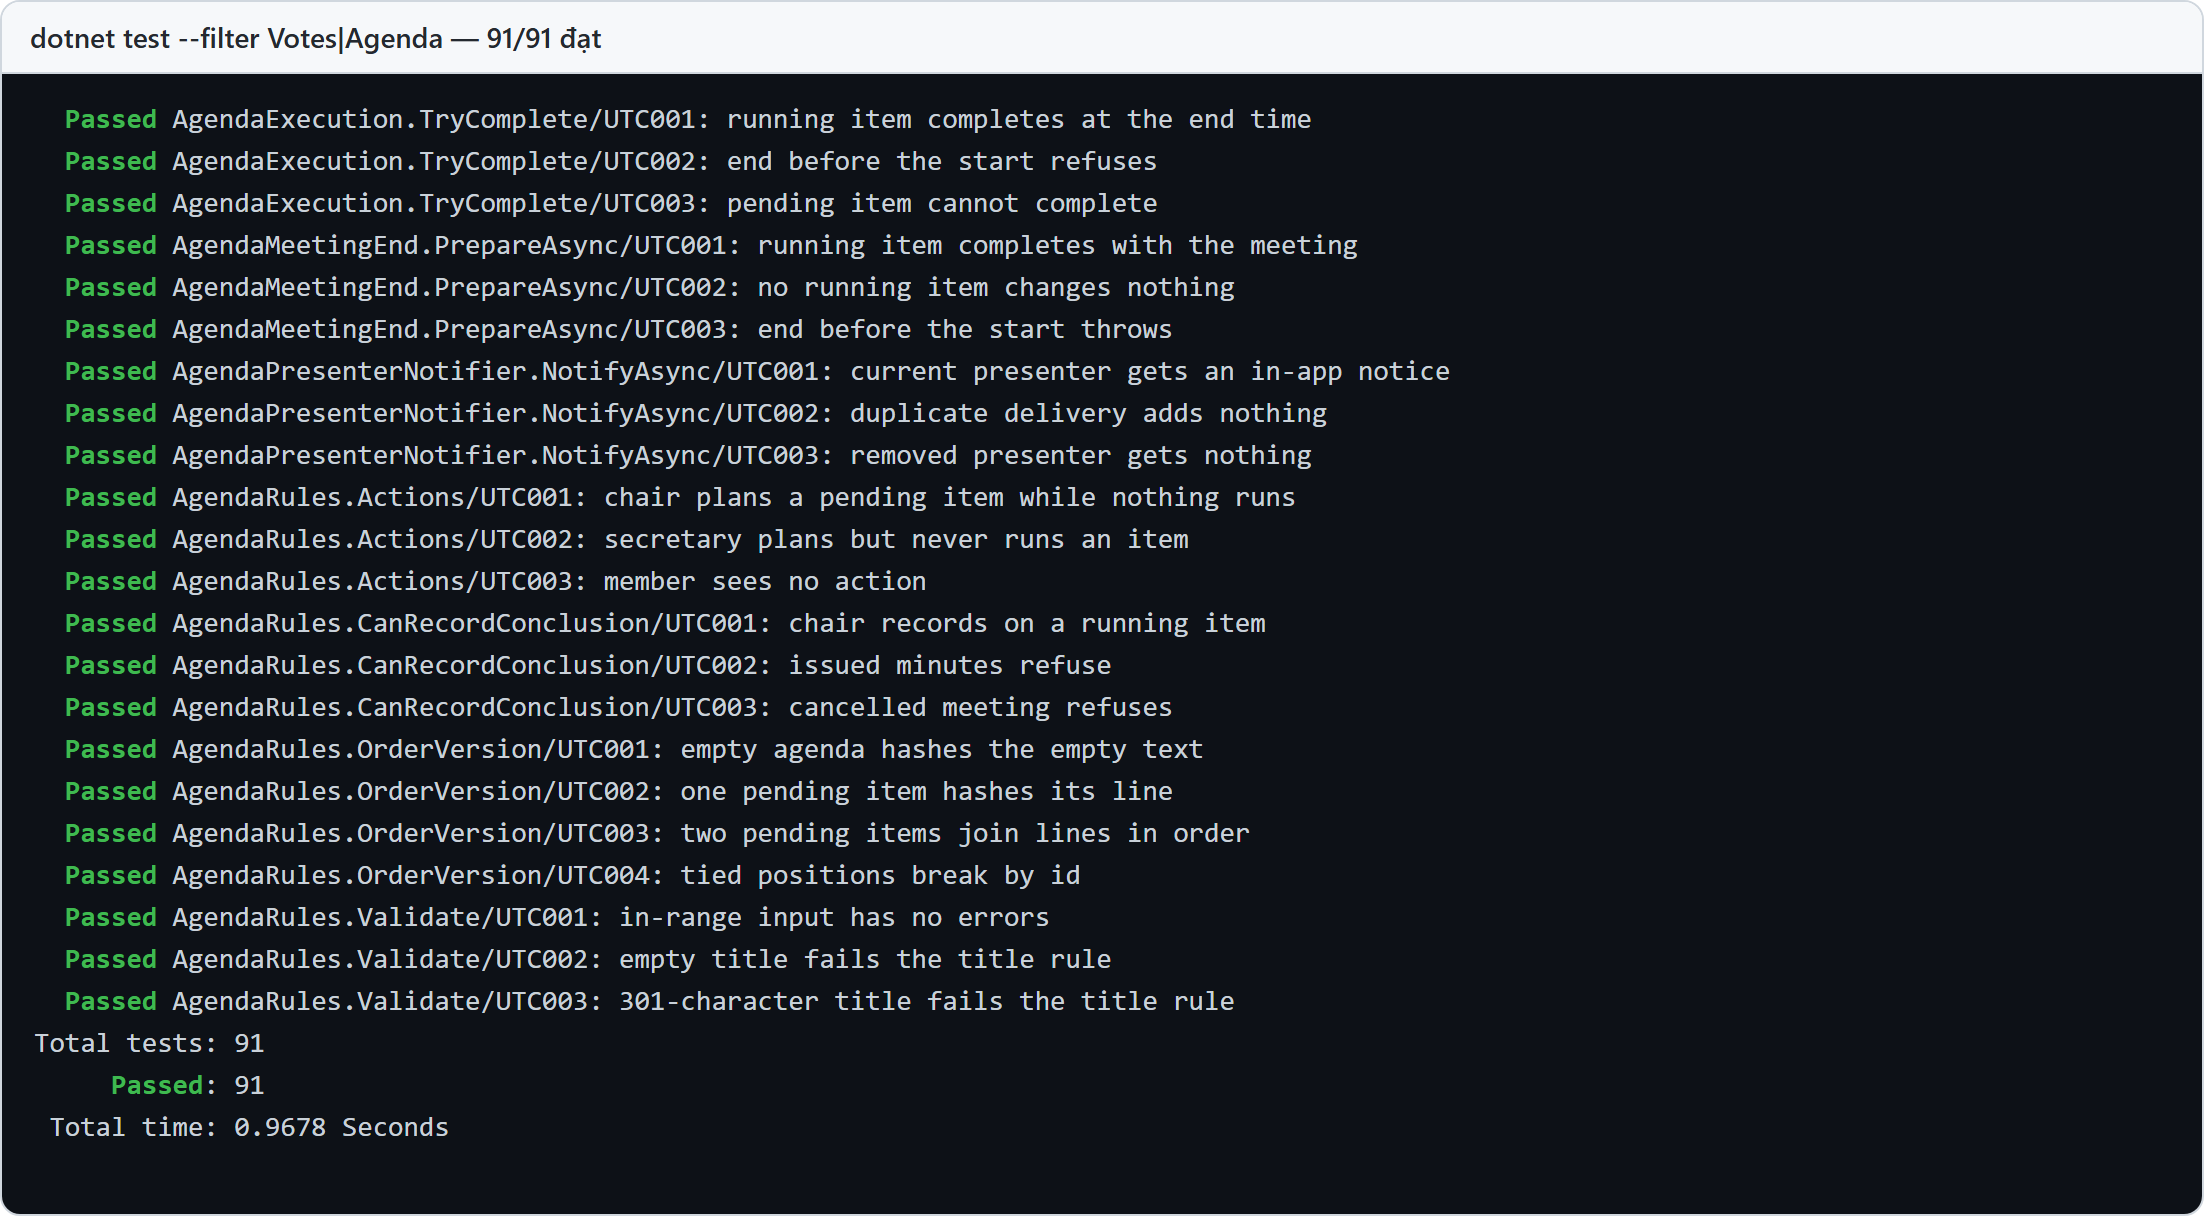 dotnet test --filter Votes|Agenda — 91/91 đạt
Passed AgendaExecution.TryComplete/UTC001: running item completes at the end time
Passed AgendaExecution.TryComplete/UTC002: end before the start refuses
Passed AgendaExecution.TryComplete/UTC003: pending item cannot complete
Passed AgendaMeetingEnd.PrepareAsync/UTC001: running item completes with the meeting
Passed AgendaMeetingEnd.PrepareAsync/UTC002: no running item changes nothing
Passed AgendaMeetingEnd.PrepareAsync/UTC003: end before the start throws
Passed AgendaPresenterNotifier.NotifyAsync/UTC001: current presenter gets an in-app notice
Passed AgendaPresenterNotifier.NotifyAsync/UTC002: duplicate delivery adds nothing
Passed AgendaPresenterNotifier.NotifyAsync/UTC003: removed presenter gets nothing
Passed AgendaRules.Actions/UTC001: chair plans a pending item while nothing runs
Passed AgendaRules.Actions/UTC002: secretary plans but never runs an item
Passed AgendaRules.Actions/UTC003: member sees no action
Passed AgendaRules.CanRecordConclusion/UTC001: chair records on a running item
Passed AgendaRules.CanRecordConclusion/UTC002: issued minutes refuse
Passed AgendaRules.CanRecordConclusion/UTC003: cancelled meeting refuses
Passed AgendaRules.OrderVersion/UTC001: empty agenda hashes the empty text
Passed AgendaRules.OrderVersion/UTC002: one pending item hashes its line
Passed AgendaRules.OrderVersion/UTC003: two pending items join lines in order
Passed AgendaRules.OrderVersion/UTC004: tied positions break by id
Passed AgendaRules.Validate/UTC001: in-range input has no errors
Passed AgendaRules.Validate/UTC002: empty title fails the title rule
Passed AgendaRules.Validate/UTC003: 301-character title fails the title rule
Total tests: 91
Passed: 91
Total time: 0.9678 Seconds